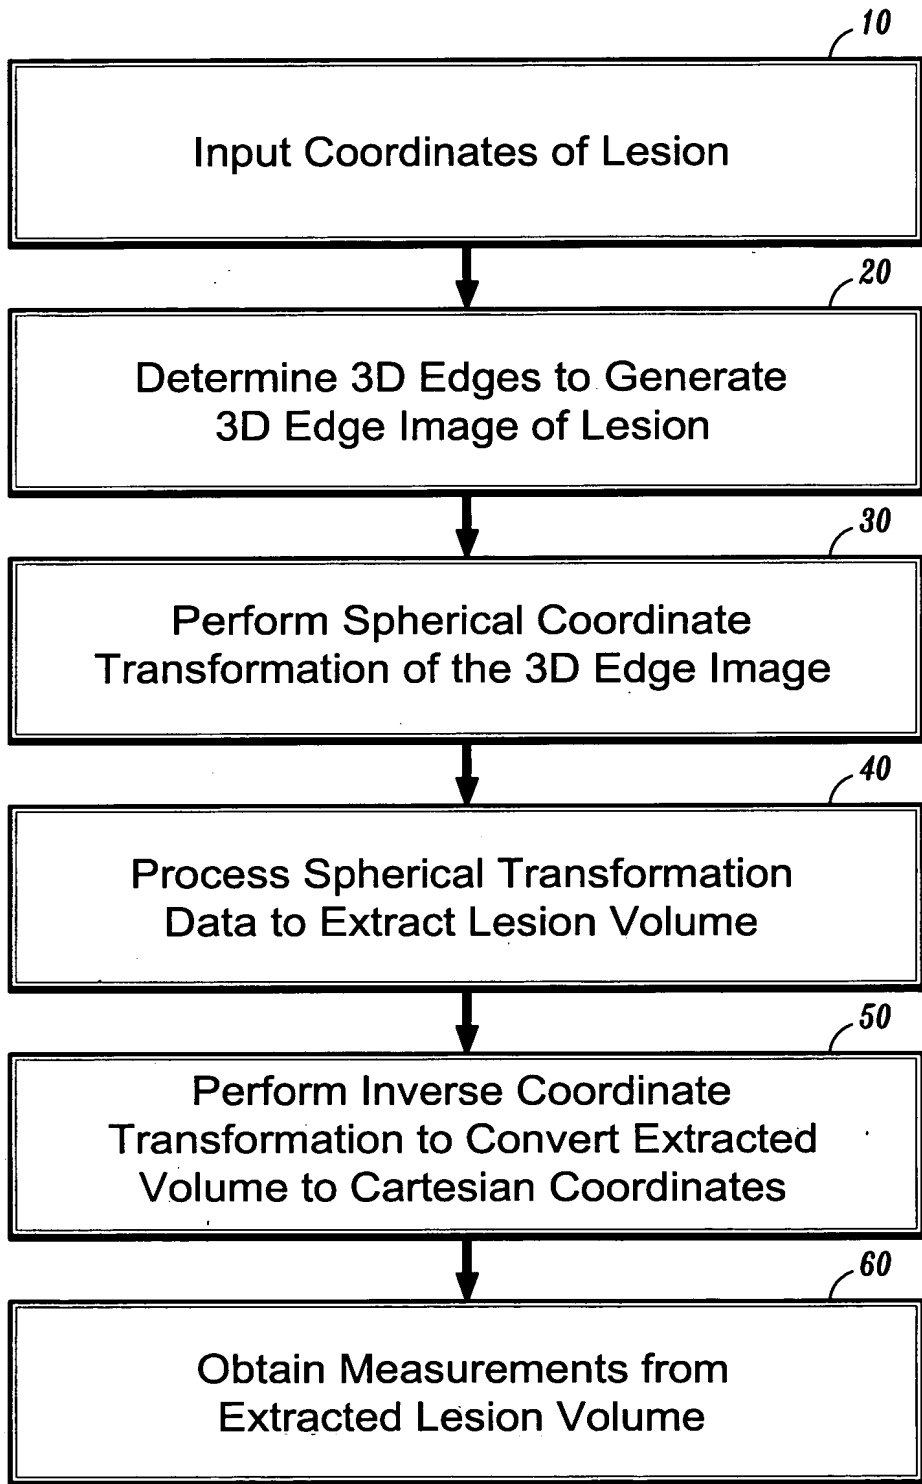 10
Input Coordinates of Lesion
20
Determine 3D Edges to Generate
3D Edge Image of Lesion
30
Perform Spherical Coordinate
Transformation of the 3D Edge Image
40
Process Spherical Transformation
Data to Extract Lesion Volume
50
Perform Inverse Coordinate
Transformation to Convert Extracted
Volume to Cartesian Coordinates
60
Obtain Measurements from
Extracted Lesion Volume